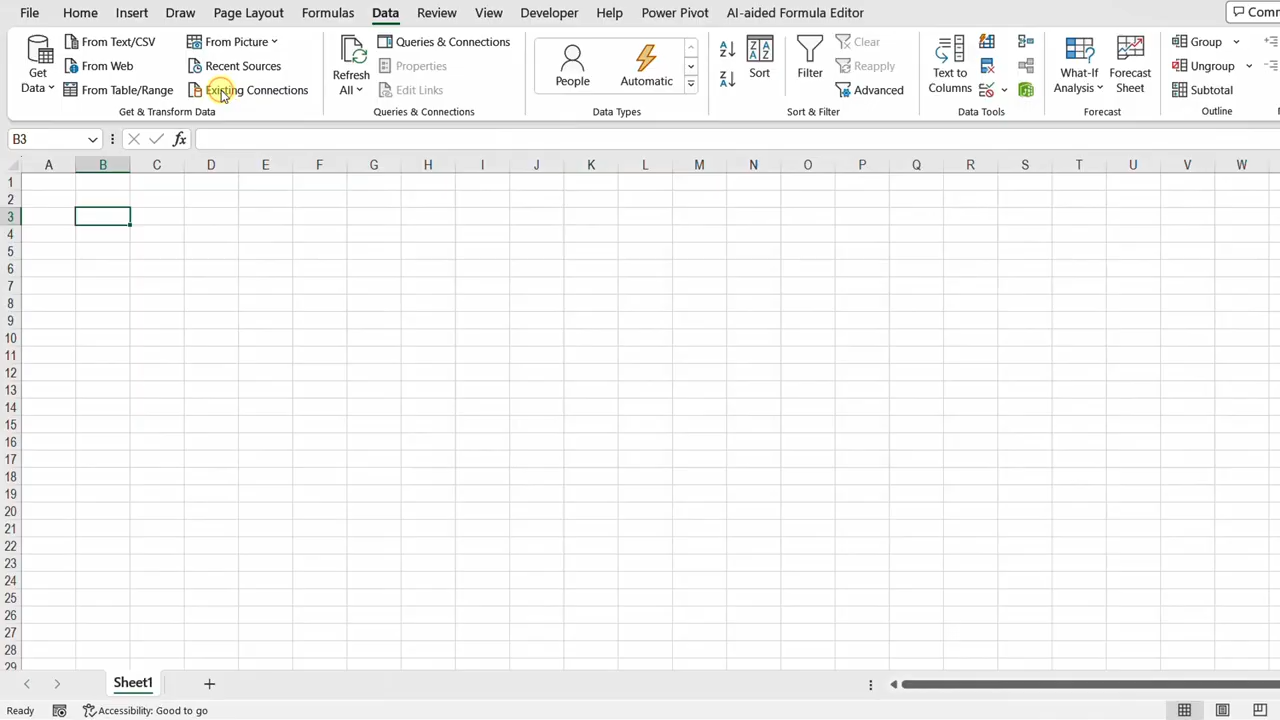 File Home Insert Draw Page Layout Formulas Data Review View Developer Help Power Pivot AI-aided Formula Editor
Get Data
From Text/CSV
From Web
From Table/Range
From Picture
Recent Sources
Existing Connections
Get & Transform Data
Refresh All
Queries & Connections
Properties
Edit Links
Queries & Connections
People
Automatic
Data Types
Sort
Filter
Clear
Reapply
Advanced
Sort & Filter
Text to Columns
Data Tools
What-If Analysis
Forecast Sheet
Forecast
Group
Ungroup
Subtotal
Outline
B3
fx
A B C D E F G H I J K L M N O P Q R S T U V W
1
2
3
4
5
6
7
8
9
10
11
12
13
14
15
16
17
18
19
20
21
22
23
24
25
26
27
28
29
Sheet1
Ready
Accessibility: Good to go